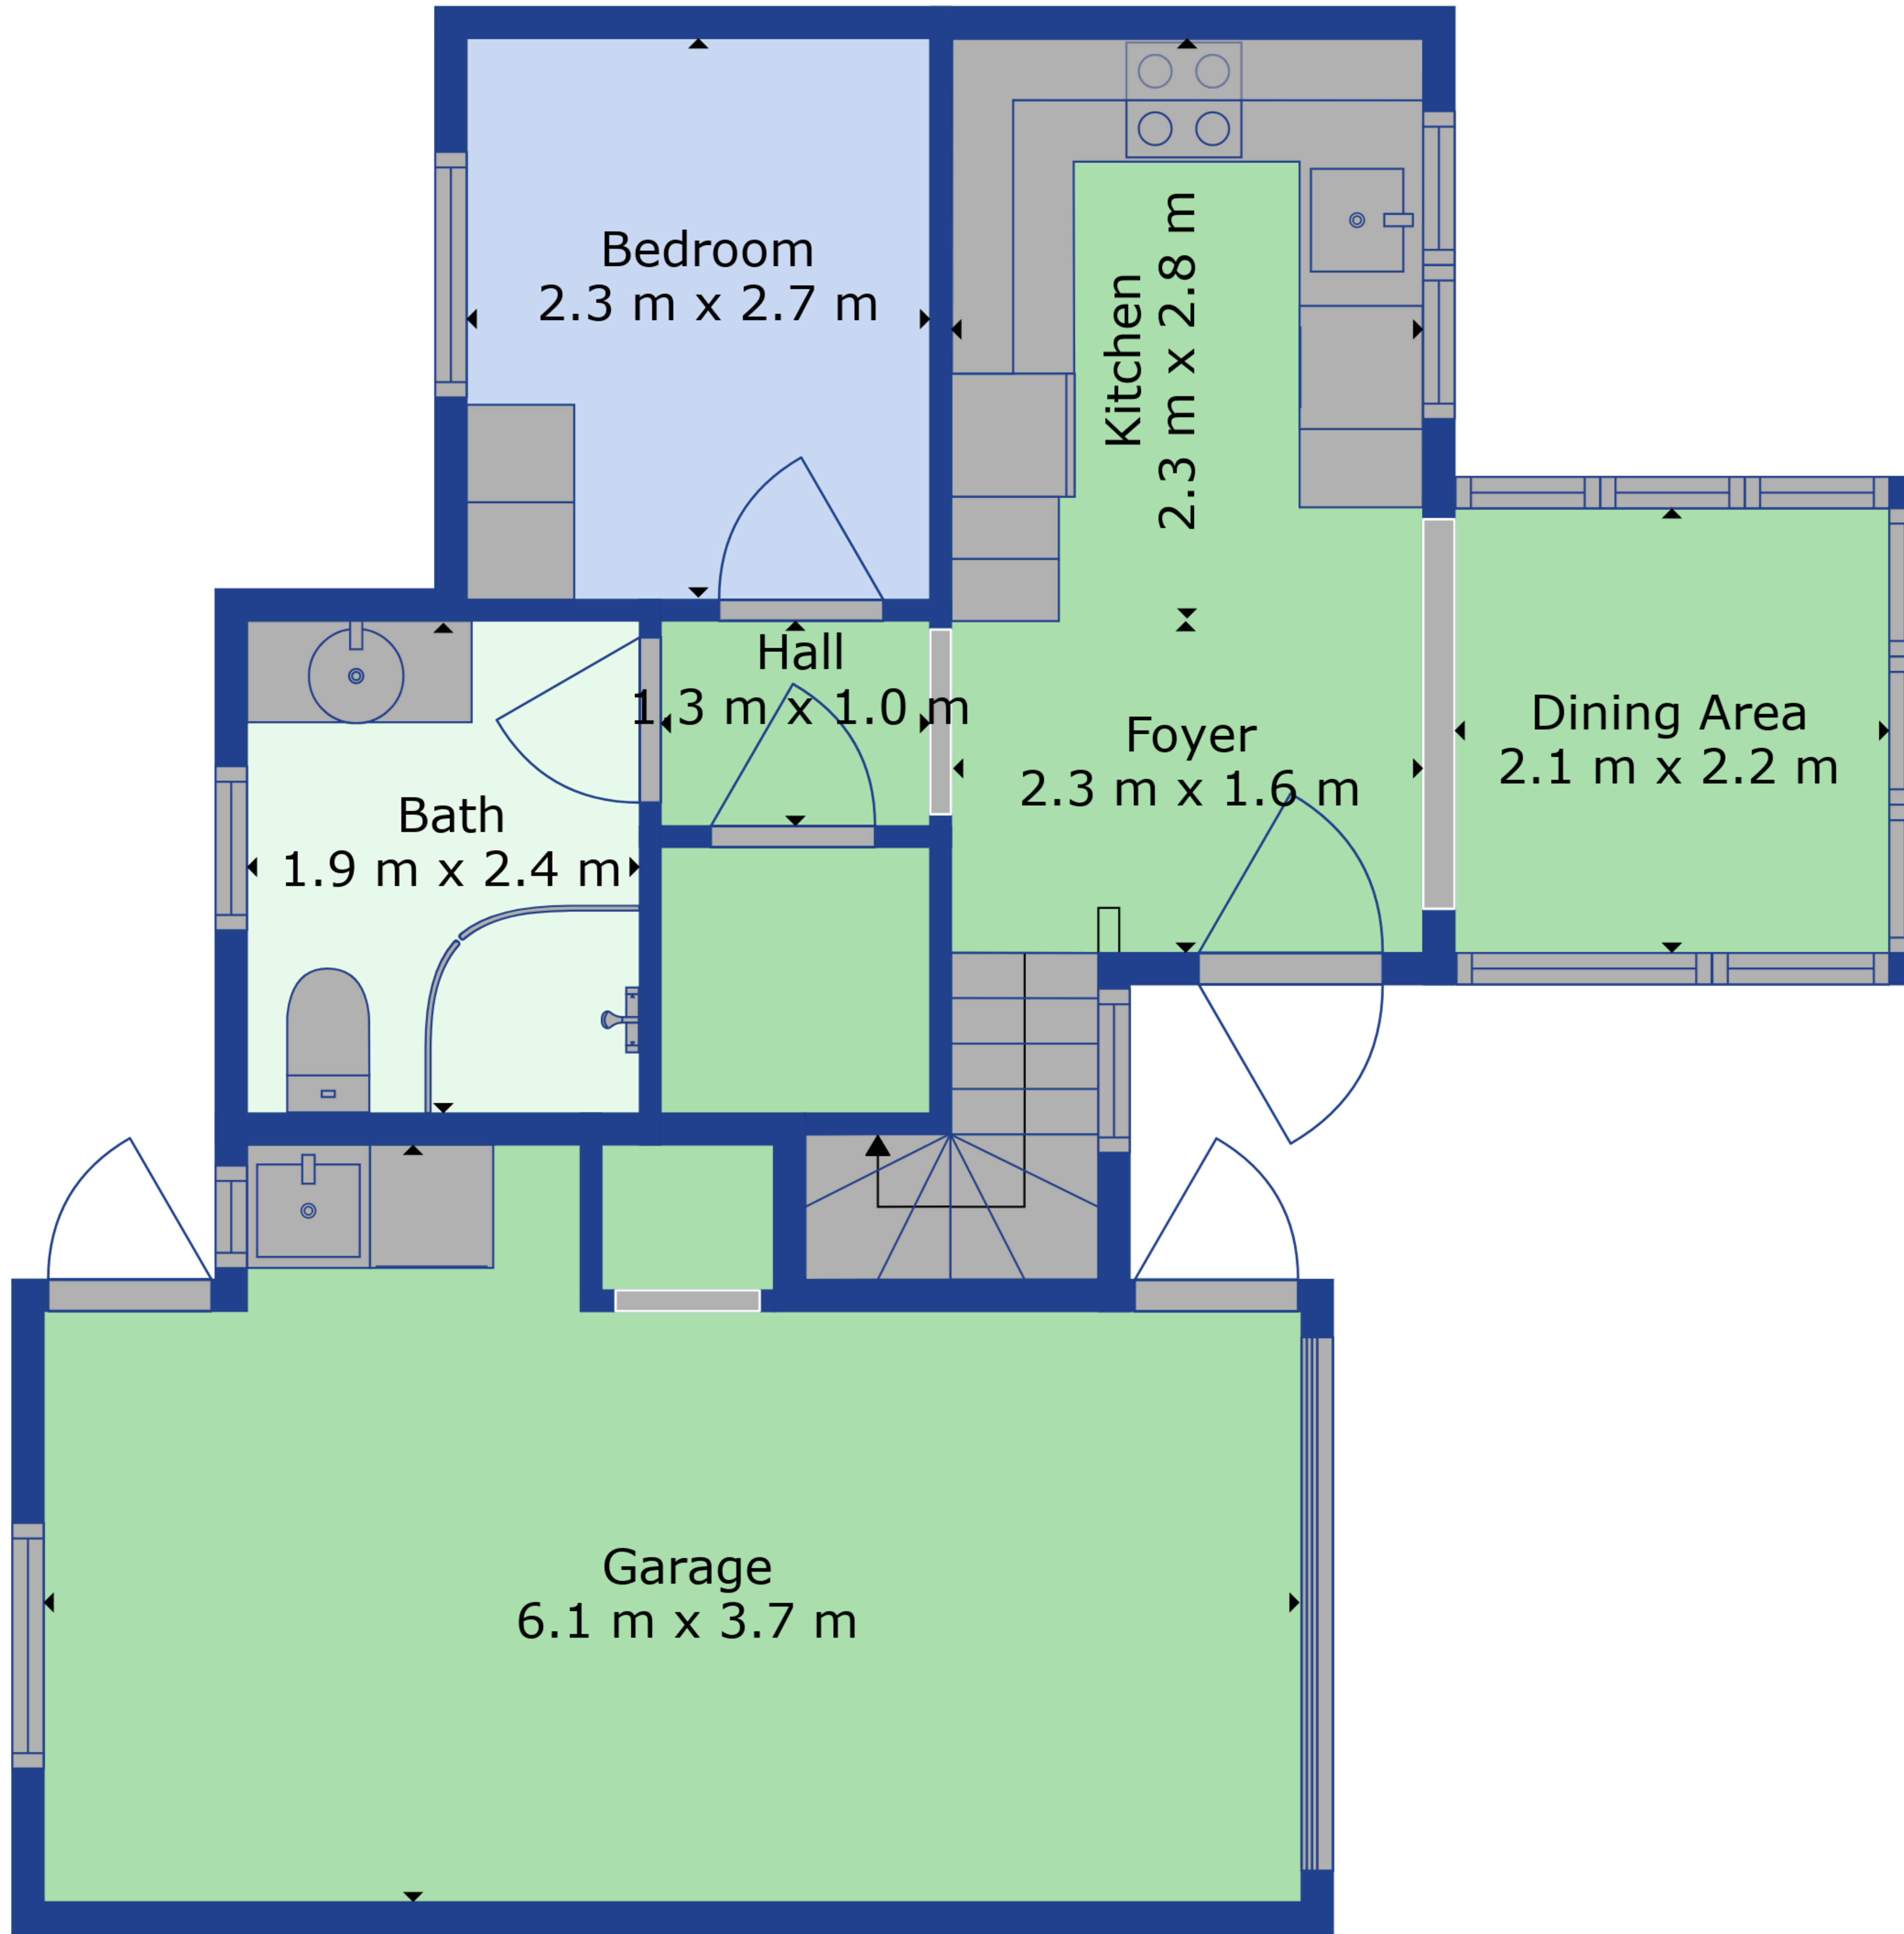 Bedroom
2.3 m x 2.7 m
Kitchen
2.3 m x 2.8 m
Hall
1.3 m x 1.0 m
Foyer
2.3 m x 1.6 m
Dining Area
2.1 m x 2.2 m
Bath
1.9 m x 2.4 m
Garage
6.1 m x 3.7 m